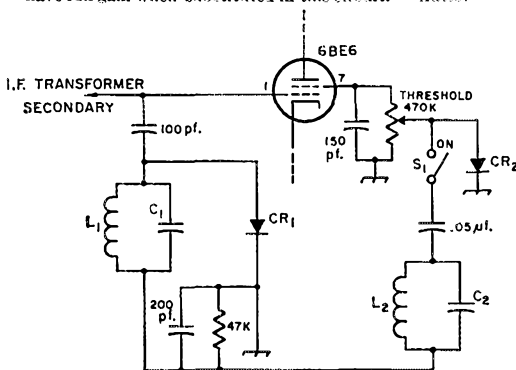 6BE6
I.F. TRANSFORMER
SECONDARY
1
7
THRESHOLD
470K
100 pf.
150
pf.
ON
S1
CR2
L1
C1
CR1
.05 µf.
200
pf.
47K
L2
C2